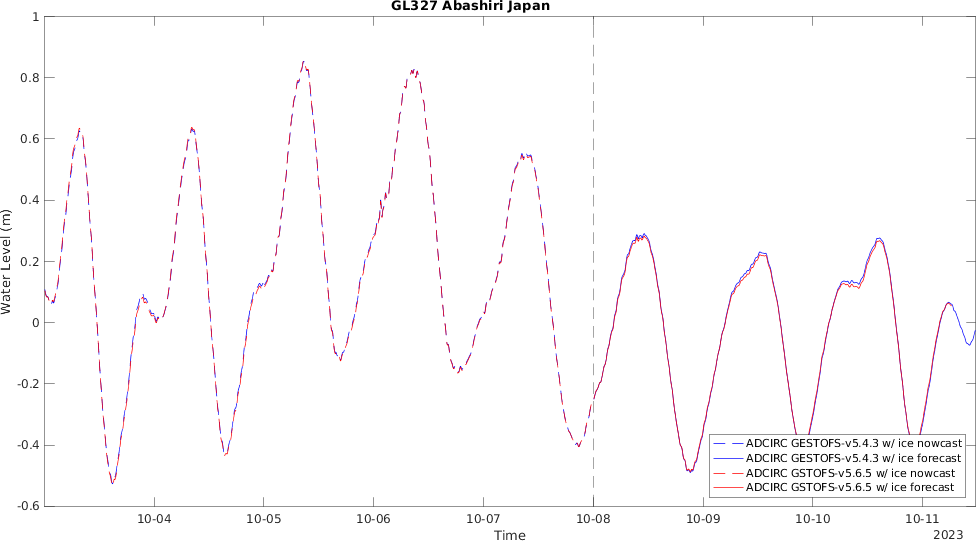 GL327 Abashiri Japan
1
0.8
0.6
0.4
0.2
0
-0.2
-0.4
-0.6
Water Level (m)
ADCIRC GESTOFS-v5.4.3 w/ ice nowcast
ADCIRC GESTOFS-v5.4.3 w/ ice forecast
ADCIRC GSTOFS-v5.6.5 w/ ice nowcast
ADCIRC GSTOFS-v5.6.5 w/ ice forecast
10-04 10-05 10-06 10-07 10-08 10-09 10-10 10-11
Time
2023